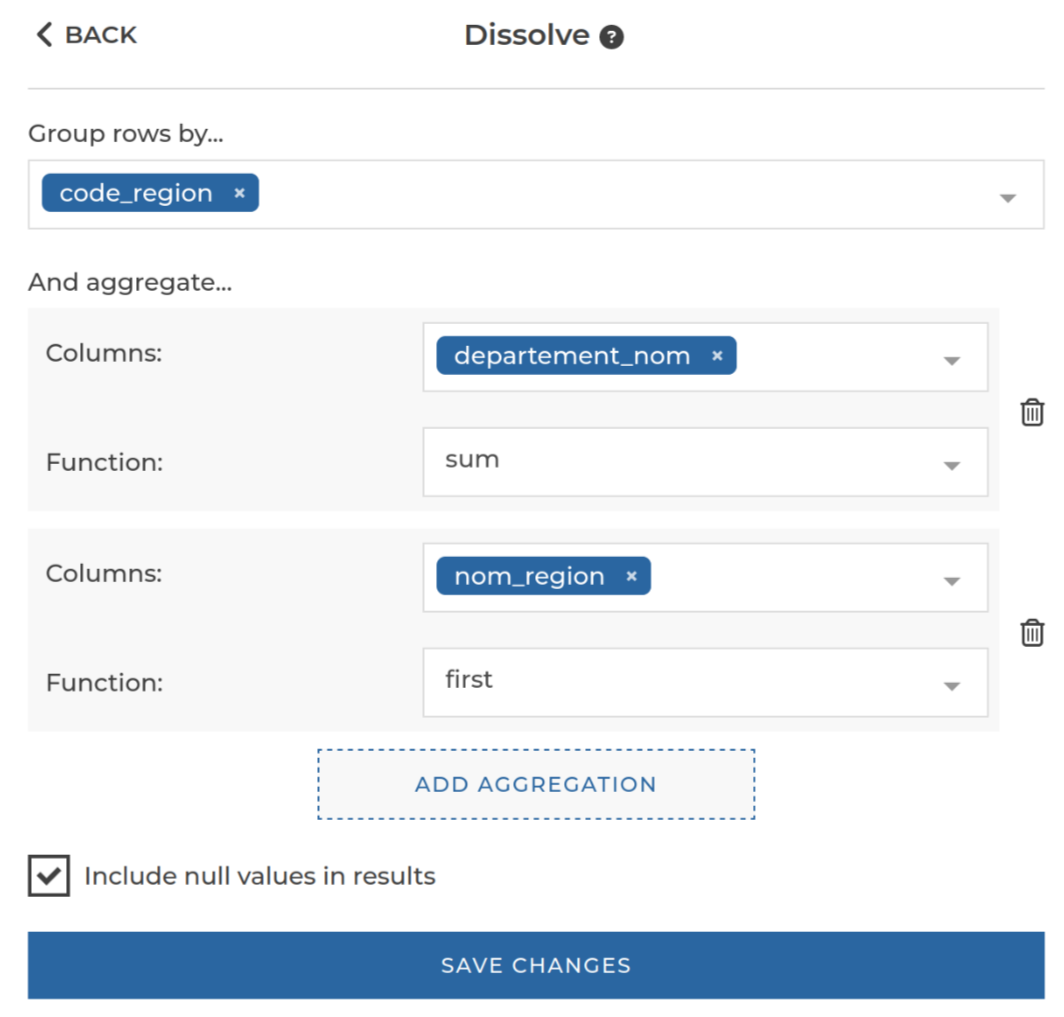 BACK
Dissolve ?
Group rows by...
code_region ×
And aggregate...
Columns: departement_nom ×
Function: sum
Columns: nom_region ×
Function: first
ADD AGGREGATION
Include null values in results
SAVE CHANGES